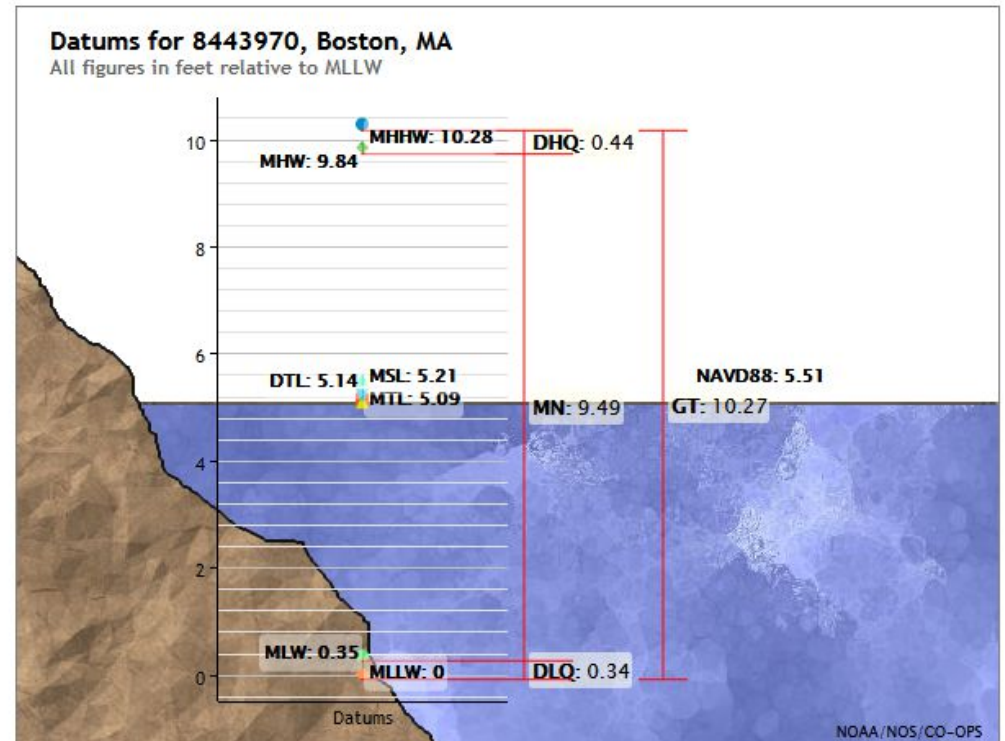 Datums for 8443970, Boston, MA
All figures in feet relative to MLLW
10
MHHW: 10.28
DHQ: 0.44
MHW: 9.84
8
6
DTL: 5.14
MSL: 5.21
NAVD88: 5.51
MTL: 5.09
MN: 9.49
GT: 10.27
4
2
MLW: 0.35
0
MLLW: 0
DLQ: 0.34
Datums
NOAA/NOS/CO-OPS